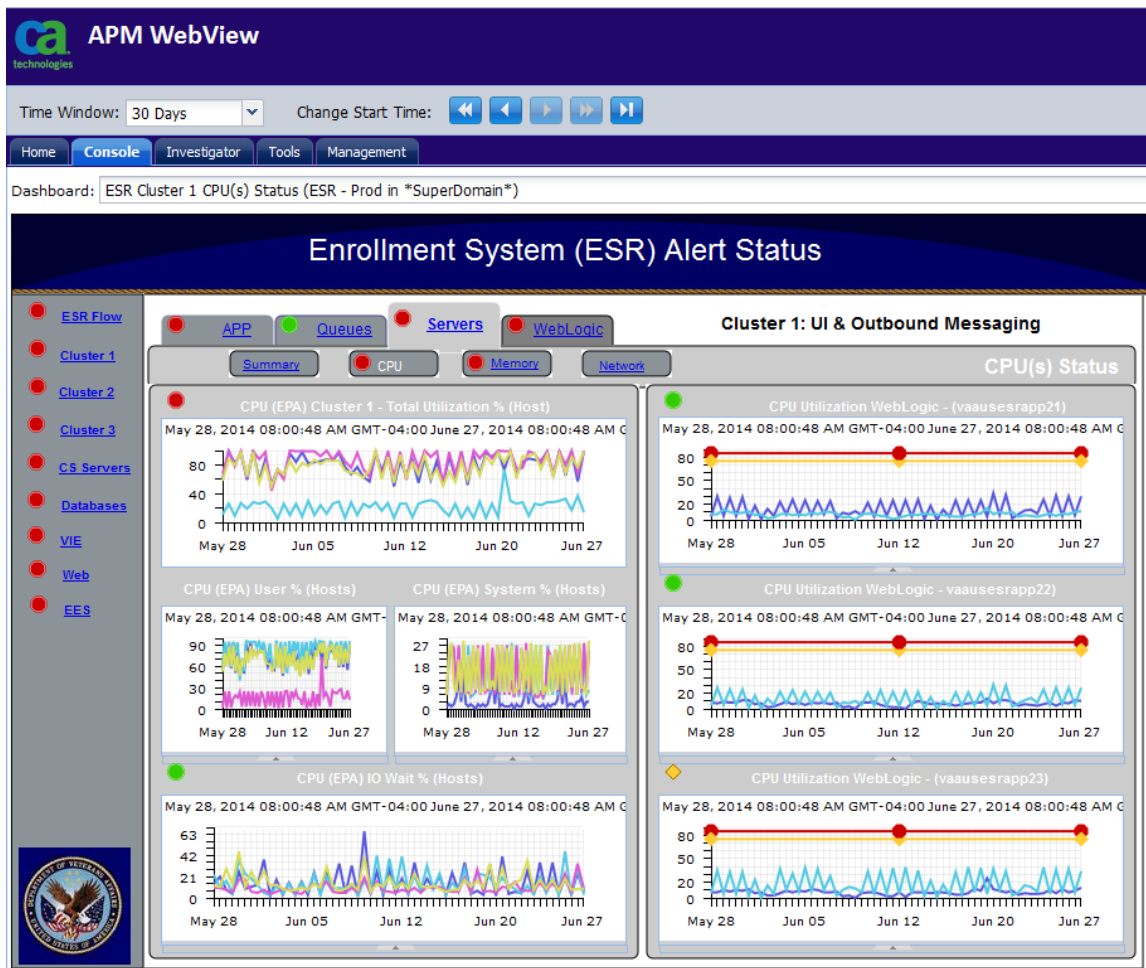 ca
technologies
APM WebView
Time Window: 30 Days Change Start Time:
Home Console Investigator Tools Management
Dashboard: ESR Cluster 1 CPU(s) Status (ESR - Prod in *SuperDomain*)
Enrollment System (ESR) Alert Status
ESR Flow
Cluster 1
Cluster 2
Cluster 3
CS Servers
Databases
VIE
Web
EES
APP Queues Servers WebLogic Cluster 1: UI & Outbound Messaging
Summary CPU Memory Network CPU(s) Status
CPU (EPA) Cluster 1 - Total Utilization % (Host)
May 28, 2014 08:00:48 AM GMT-04:00 June 27, 2014 08:00:48 AM G
80
40
0
May 28 Jun 05 Jun 12 Jun 20 Jun 27
CPU (EPA) User % (Hosts)
May 28, 2014 08:00:48 AM GMT-
90
60
30
0
May 28 Jun 12 Jun 27
CPU (EPA) System % (Hosts)
May 28, 2014 08:00:48 AM GMT-0
27
18
9
0
May 28 Jun 12 Jun 27
CPU (EPA) IO Wait % (Hosts)
May 28, 2014 08:00:48 AM GMT-04:00 June 27, 2014 08:00:48 AM G
63
42
21
0
May 28 Jun 05 Jun 12 Jun 20 Jun 27
CPU Utilization WebLogic - (vaausesrapp21)
May 28, 2014 08:00:48 AM GMT-04:00 June 27, 2014 08:00:48 AM G
80
50
20
0
May 28 Jun 05 Jun 12 Jun 20 Jun 27
CPU Utilization WebLogic - vaausesrapp22)
May 28, 2014 08:00:48 AM GMT-04:00 June 27, 2014 08:00:48 AM G
80
50
20
0
May 28 Jun 05 Jun 12 Jun 20 Jun 27
CPU Utilization WebLogic - (vaausesrapp23)
May 28, 2014 08:00:48 AM GMT-04:00 June 27, 2014 08:00:48 AM G
80
50
20
0
May 28 Jun 05 Jun 12 Jun 20 Jun 27
DEPARTMENT OF VETERANS AFFAIRS
UNITED STATES OF AMERICA